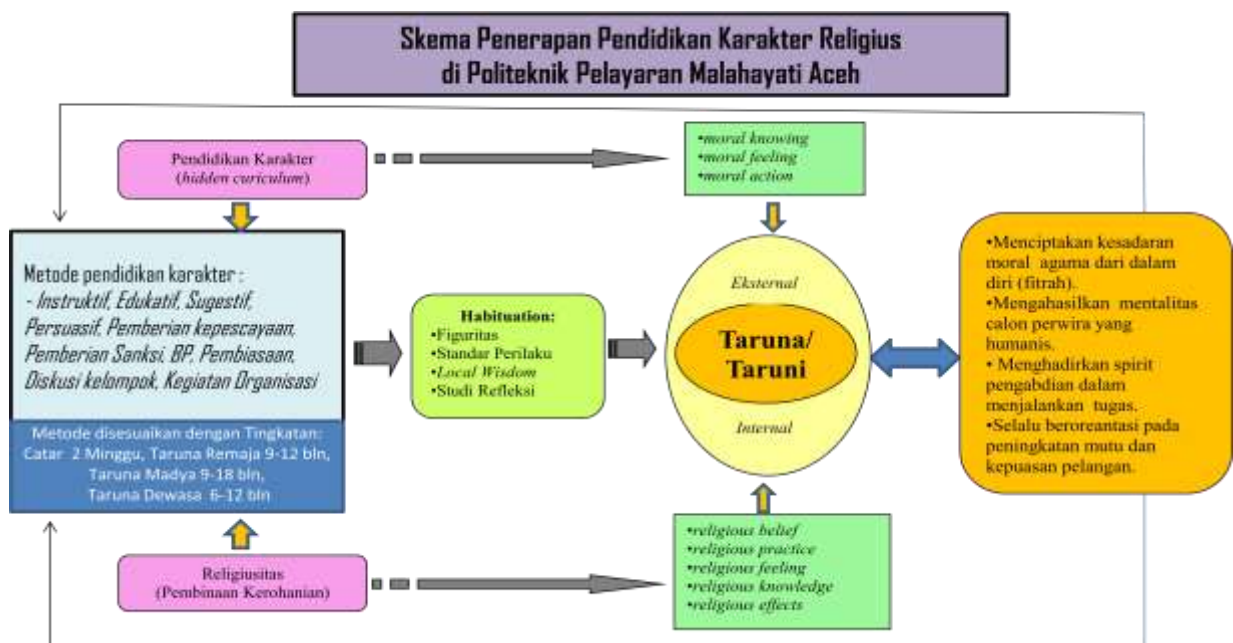 Skema Penerapan Pendidikan Karakter Religius
di Politeknik Pelayaran Malahayati Aceh
Pendidikan Karakter
(hidden curiculum)
•moral knowing
•moral feeling
•moral action
Metode pendidikan karakter :
- Instruktif, Edukatif, Sugestif,
Persuasif, Pemberian kepescayaan,
Pemberian Sanksi, BP, Pembiasaan,
Diskusi kelompok, Kegiatan Organisasi
Metode disesuaikan dengan Tingkatan:
Catar 2 Minggu, Taruna Remaja 9-12 bln,
Taruna Madya 9-18 bln,
Taruna Dewasa 6-12 bln
Habituation:
•Figuritas
•Standar Perilaku
•Local Wisdom
•Studi Refleksi
Eksternal
Taruna/
Taruni
Internal
•Menciptakan kesadaran
moral agama dari dalam
diri (fitrah).
•Mengahasilkan mentalitas
calon perwira yang
humanis.
• Menghadirkan spirit
pengabdian dalam
menjalankan tugas.
•Selalu beroreantasi pada
peningkatan mutu dan
kepuasan pelangan.
Religiusitas
(Pembinaan Kerohanian)
•religious belief
•religious practice
•religious feeling
•religious knowledge
•religious effects